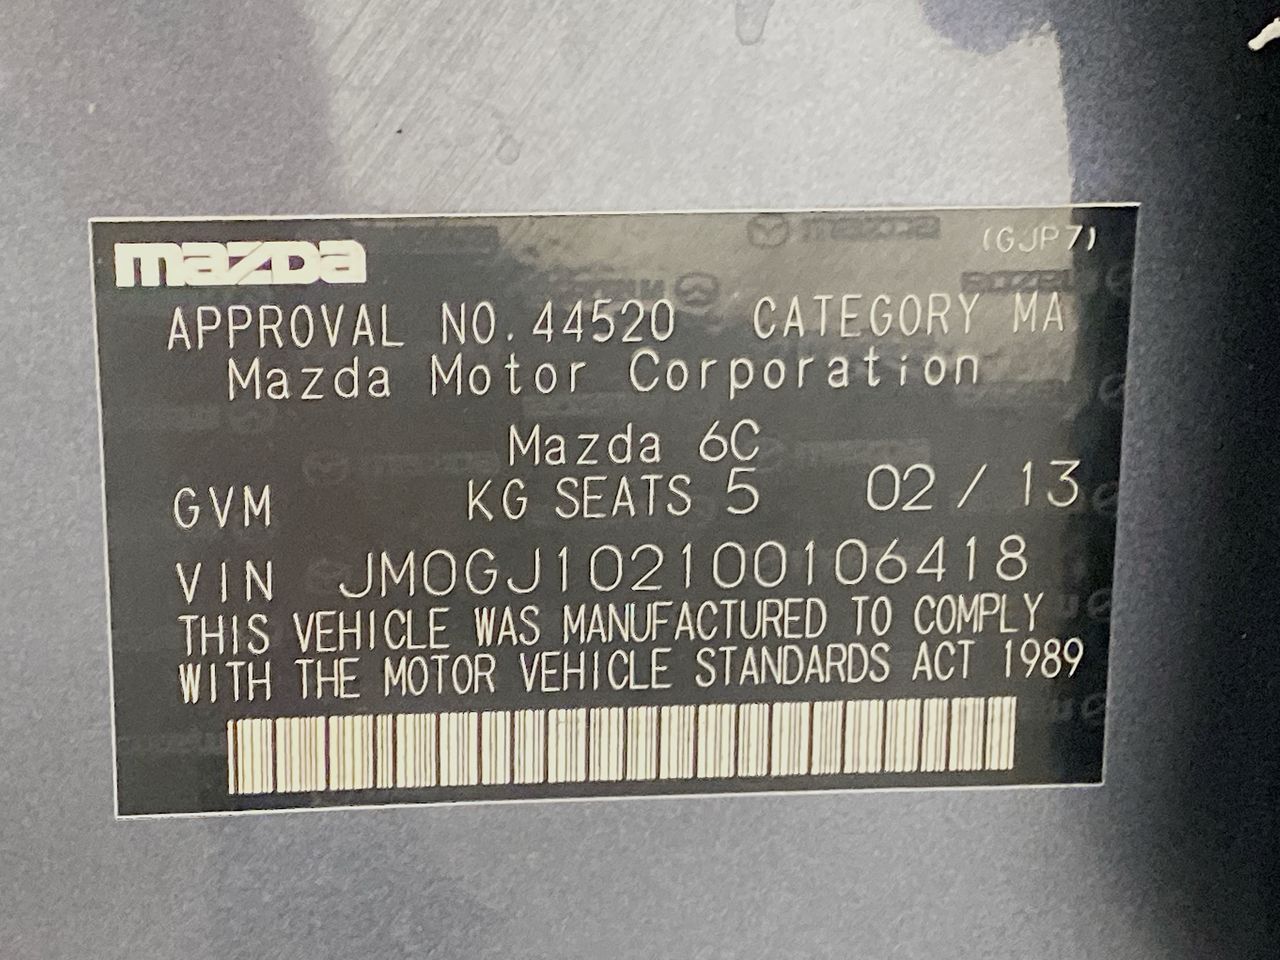 mazda (GJP7)
APPROVAL NO. 44520 CATEGORY MA
Mazda Motor Corporation
Mazda 6C
GVM KG SEATS 5 02 / 13
VIN JM0GJ102100106418
THIS VEHICLE WAS MANUFACTURED TO COMPLY
WITH THE MOTOR VEHICLE STANDARDS ACT 1989